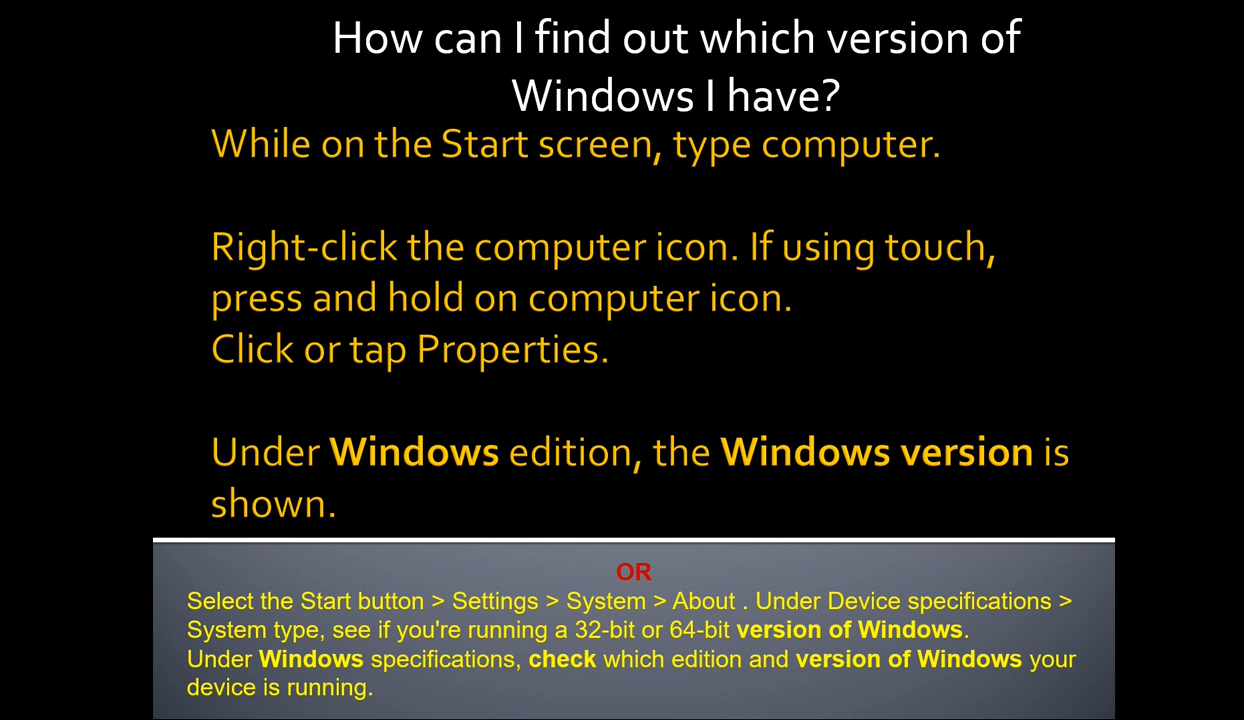 How can I find out which version of
Windows I have?
While on the Start screen, type computer.
Right-click the computer icon. If using touch,
press and hold on computer icon.
Click or tap Properties.
Under Windows edition, the Windows version is
shown.
OR
Select the Start button > Settings > System > About . Under Device specifications >
System type, see if you're running a 32-bit or 64-bit version of Windows.
Under Windows specifications, check which edition and version of Windows your
device is running.